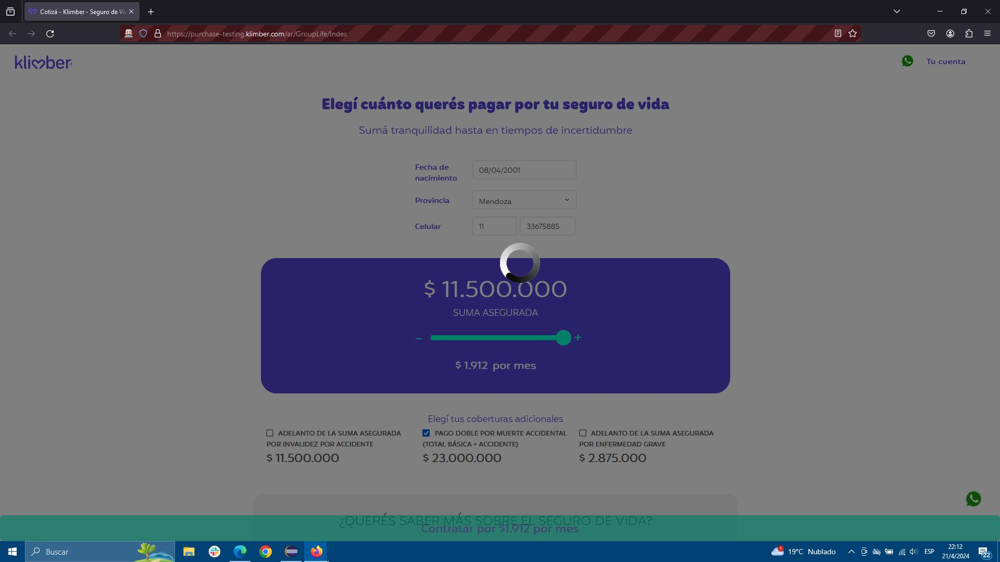 Cotizá - Klimber - Seguro de Vi
https://purchase-testing.klimber.com/ar/GroupLife/Index
klimber
Tu cuenta
Elegí cuánto querés pagar por tu seguro de vida
Sumá tranquilidad hasta en tiempos de incertidumbre
Fecha de nacimiento
08/04/2001
Provincia
Mendoza
Celular
11
33675885
$ 11.500.000
SUMA ASEGURADA
– +
$ 1.912 por mes
Elegí tus coberturas adicionales
ADELANTO DE LA SUMA ASEGURADA
POR INVALIDEZ POR ACCIDENTE
$ 11.500.000
PAGO DOBLE POR MUERTE ACCIDENTAL
(TOTAL BÁSICA + ACCIDENTE)
$ 23.000.000
ADELANTO DE LA SUMA ASEGURADA
POR ENFERMEDAD GRAVE
$ 2.875.000
¿QUERÉS SABER MÁS SOBRE EL SEGURO DE VIDA?
Contratar por $1.912 por mes
Buscar
1
19°C Nublado
ESP
22:12
21/4/2024
22